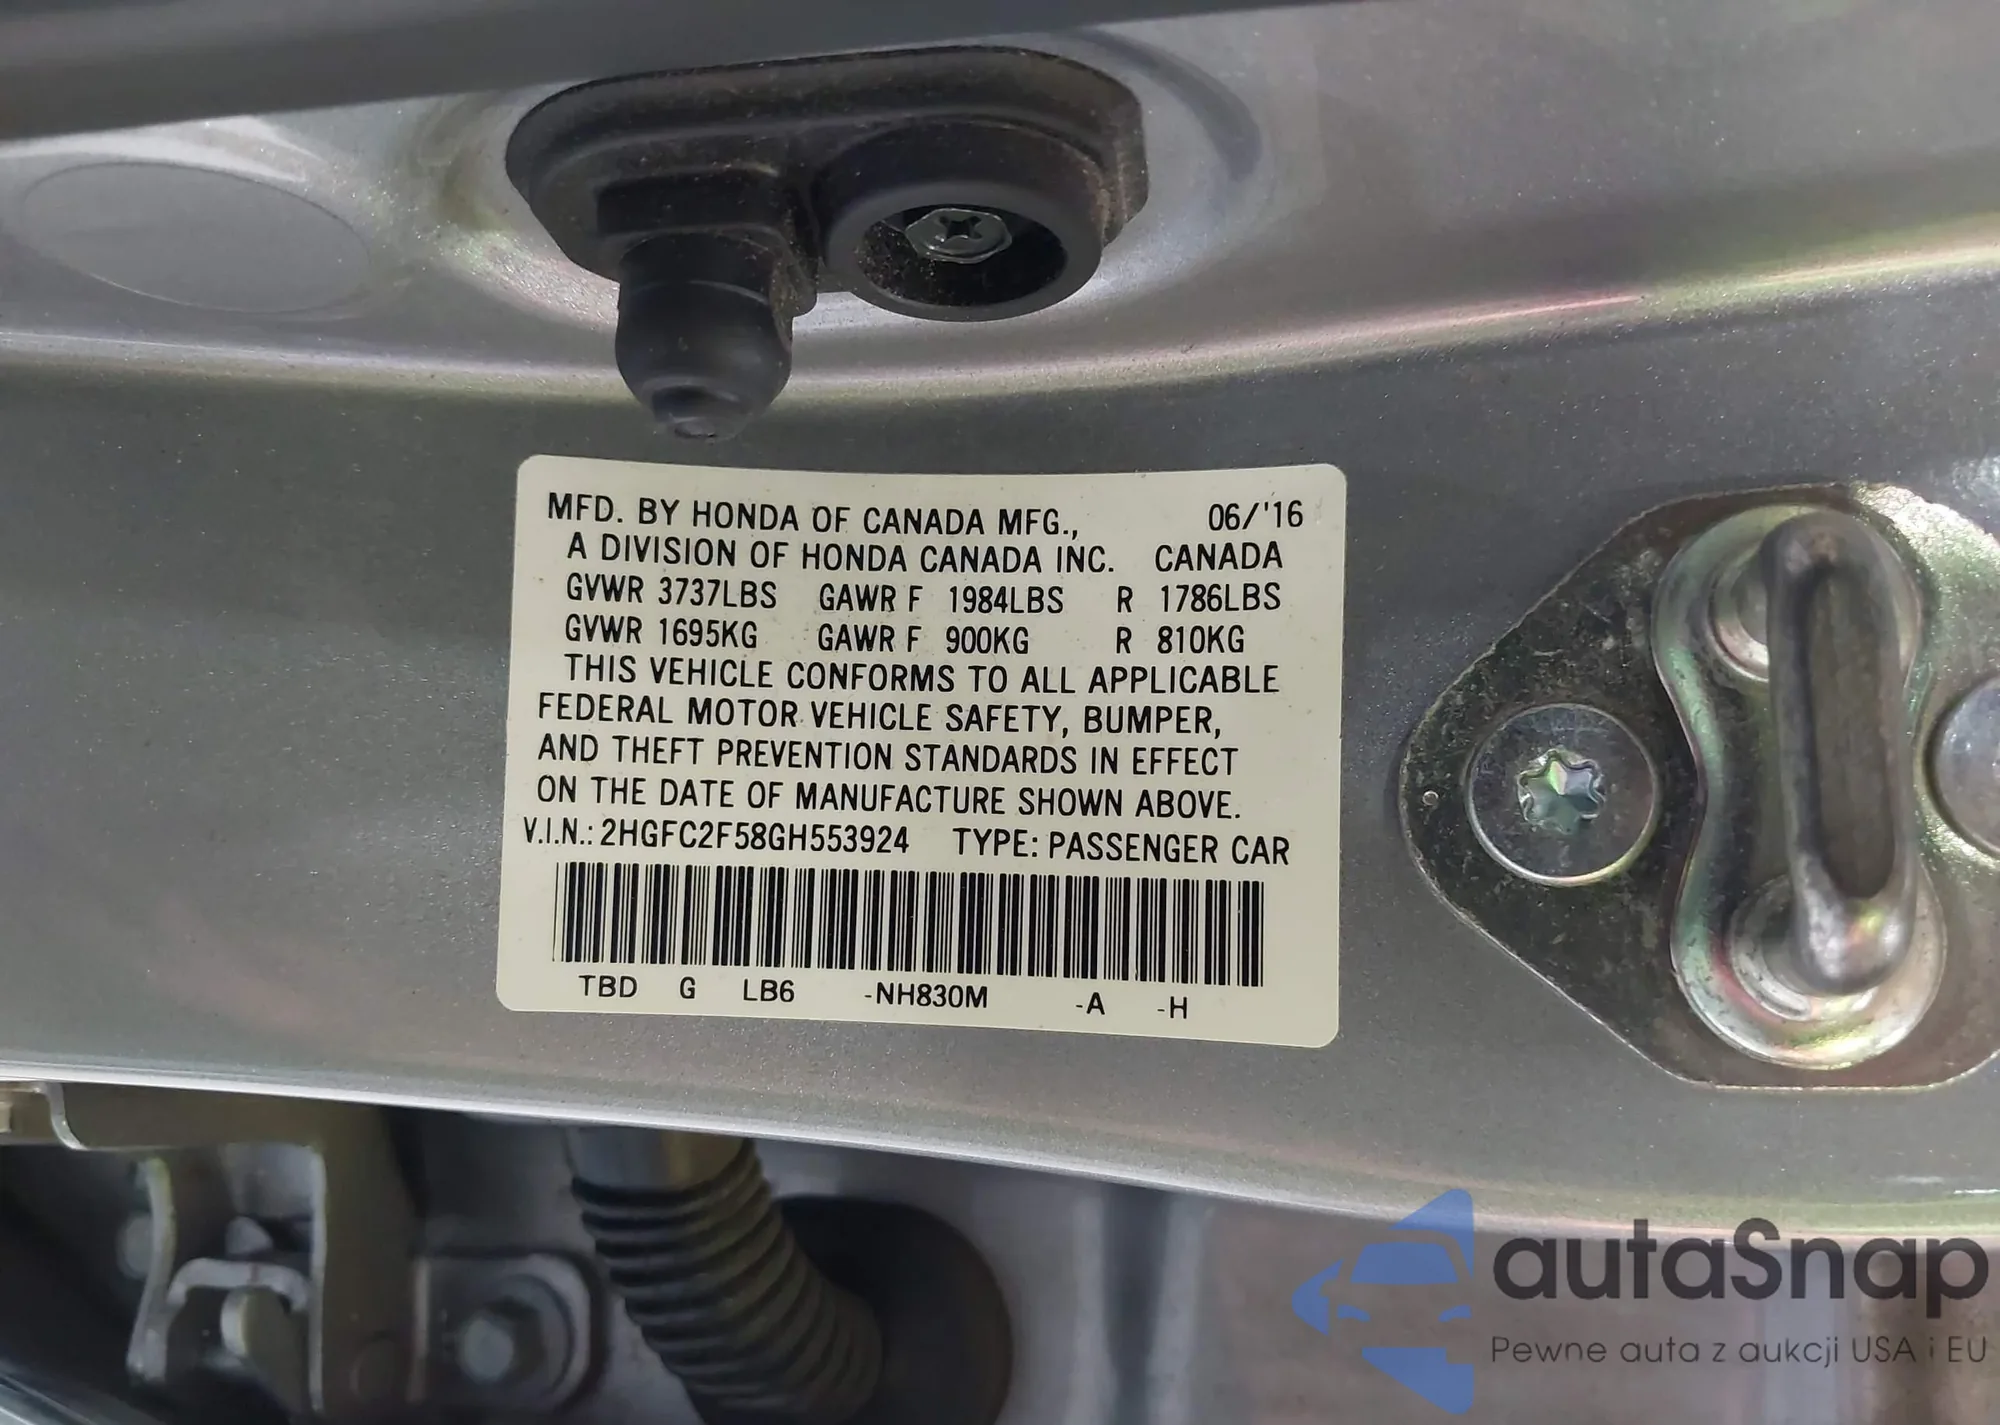 MFD. BY HONDA OF CANADA MFG., 06/'16
A DIVISION OF HONDA CANADA INC. CANADA
GVWR 3737LBS GAWR F 1984LBS R 1786LBS
GVWR 1695KG GAWR F 900KG R 810KG
THIS VEHICLE CONFORMS TO ALL APPLICABLE
FEDERAL MOTOR VEHICLE SAFETY, BUMPER,
AND THEFT PREVENTION STANDARDS IN EFFECT
ON THE DATE OF MANUFACTURE SHOWN ABOVE.
V.I.N.: 2HGFC2F58GH553924 TYPE: PASSENGER CAR
TBD G LB6 -NH830M -A -H
autaSnap
Pewne auta z aukcji USA i EU